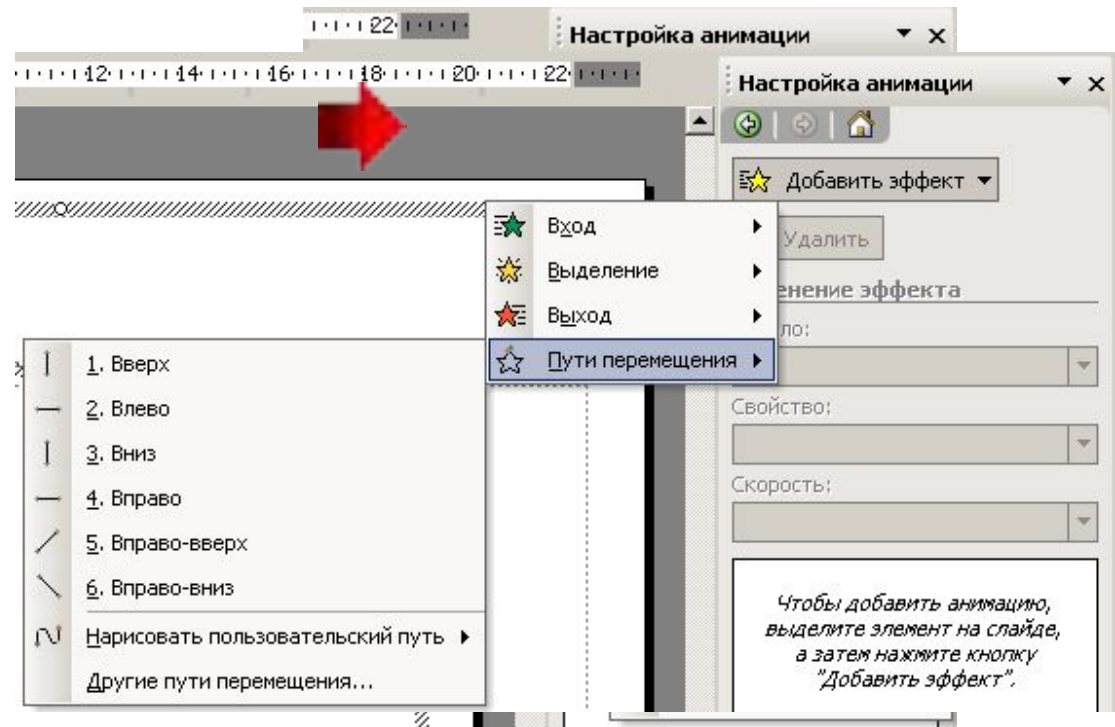 22
Настройка анимации
12 14 16 18 20 22
Настройка анимации
Добавить эффект
Удалить
енение эффекта
ло:
Свойство:
Скорость:
Чтобы добавить анимацию,
выделите элемент на слайде,
а затем нажмите кнопку
"Добавить эффект".
Вход
Выделение
Выход
Пути перемещения
1. Вверх
2. Влево
3. Вниз
4. Вправо
5. Вправо-вверх
6. Вправо-вниз
Нарисовать пользовательский путь
Другие пути перемещения...